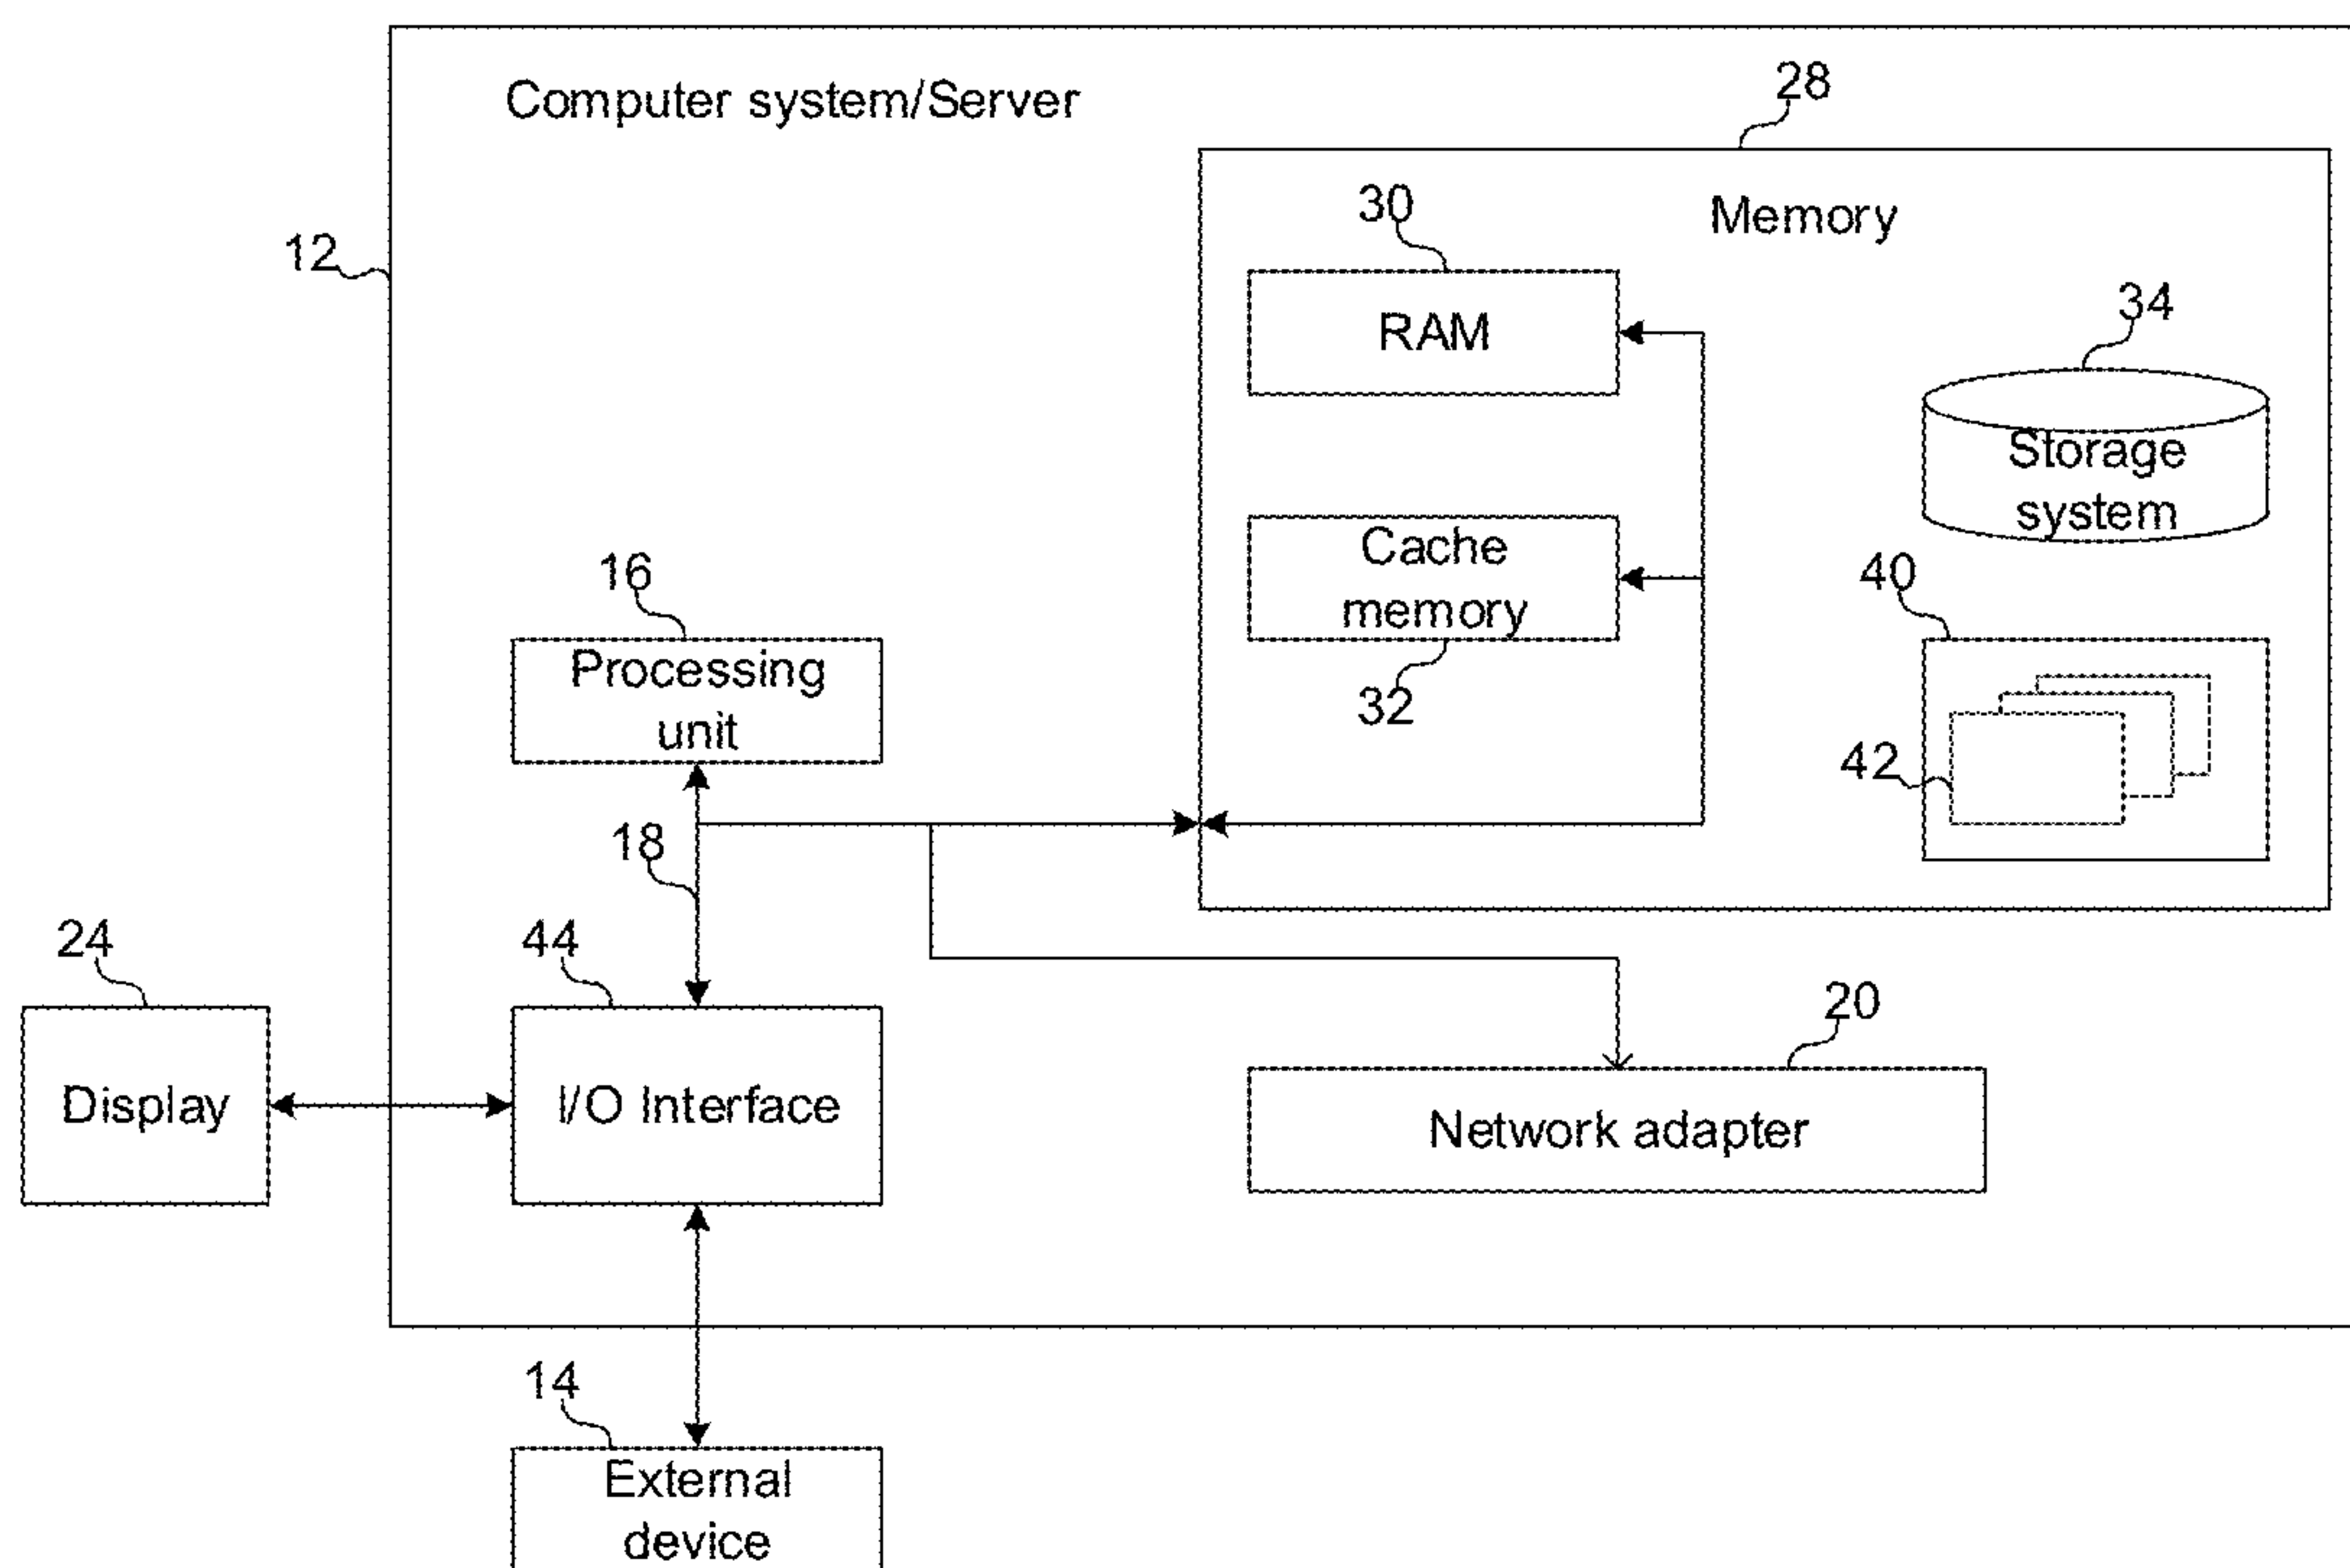 Computer system/Server
28
Memory
30
12
RAM
34
Storage
system
Cache
memory
32
16
Processing
unit
40
42
18
24
44
20
Display
I/O Interface
Network adapter
14
External
device